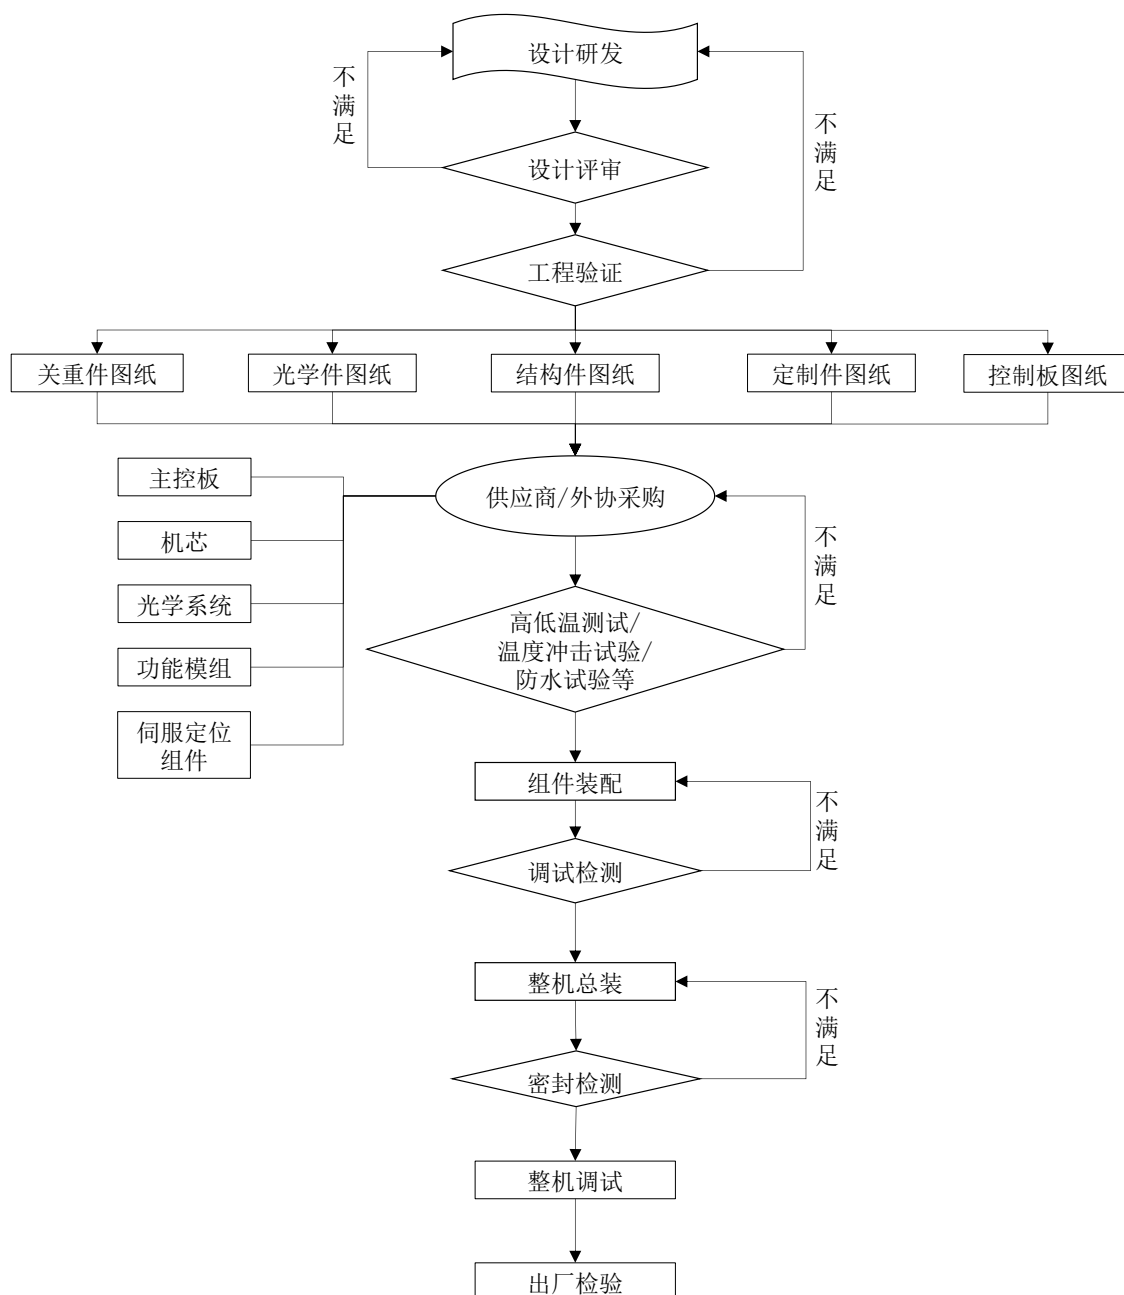 设计研发
不满足
设计评审
不满足
工程验证
关重件图纸
光学件图纸
结构件图纸
定制件图纸
控制板图纸
主控板
供应商/外协采购
机芯
不满足
光学系统
高低温测试/
温度冲击试验/
防水试验等
功能模组
伺服定位
组件
组件装配
不满足
调试检测
整机总装
不满足
密封检测
整机调试
出厂检验